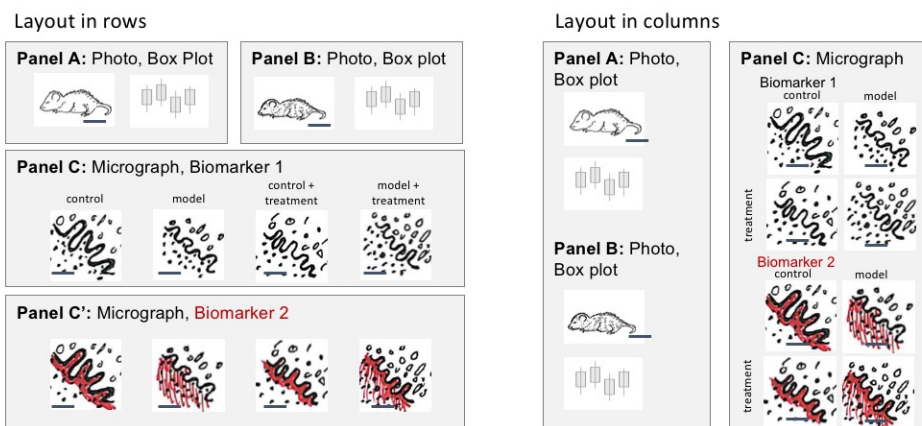 Layout in rows
Panel A: Photo, Box Plot
Panel B: Photo, Box plot
Panel C: Micrograph, Biomarker 1
control
model
control +
treatment
model +
treatment
Panel C’: Micrograph, Biomarker 2
Layout in columns
Panel A: Photo,
Box plot
Panel B: Photo,
Box plot
Panel C: Micrograph
Biomarker 1
control
model
treatment
Biomarker 2
control
model
treatment